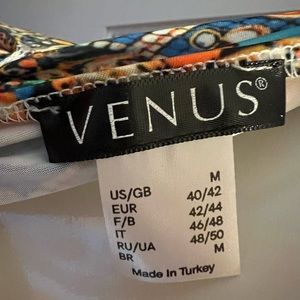 VENUS®
M
US/GB 40/42
EUR 42/44
F/B 46/48
IT 48/50
RU/UA M
BR
Made In Turkey